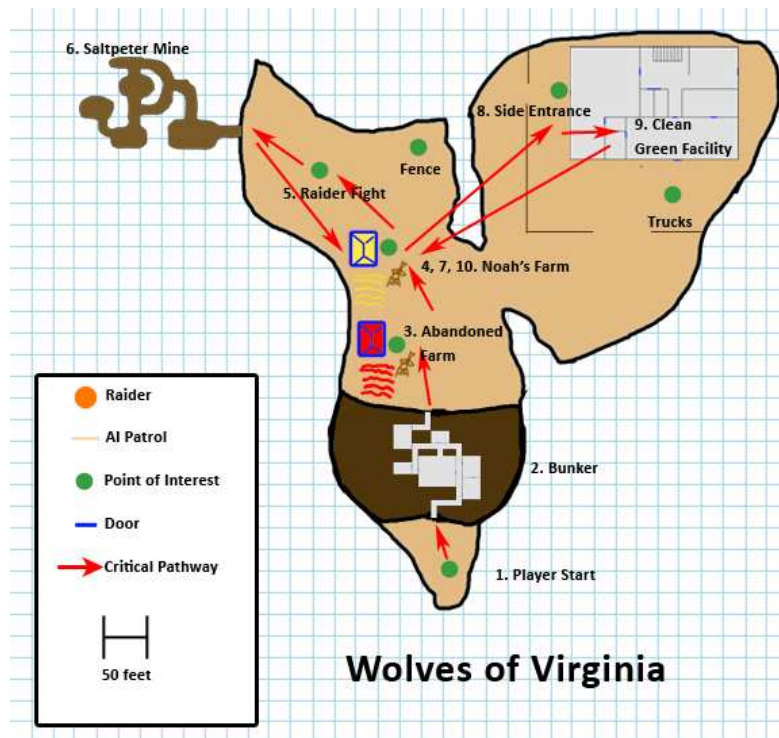 6. Saltpeter Mine
8. Side Entrance
9. Clean
Green Facility
Fence
5. Raider Fight
Trucks
4, 7, 10. Noah's Farm
3. Abandoned
Farm
Raider
AI Patrol
Point of Interest
Door
Critical Pathway
50 feet
2. Bunker
1. Player Start
Wolves of Virginia